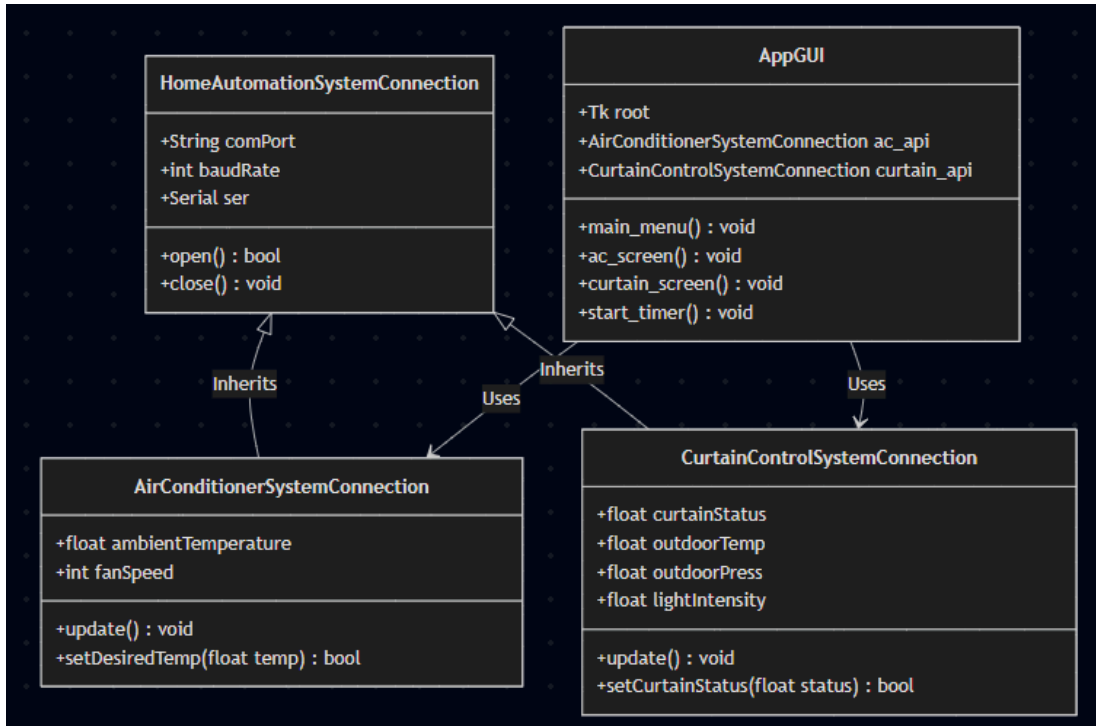 HomeAutomationSystemConnection
+String comPort
+int baudRate
+Serial ser
+open() : bool
+close() : void
AppGUI
+Tk root
+AirConditionerSystemConnection ac_api
+CurtainControlSystemConnection curtain_api
+main_menu() : void
+ac_screen() : void
+curtain_screen() : void
+start_timer() : void
Inherits
Uses
Inherits
Uses
AirConditionerSystemConnection
+float ambientTemperature
+int fanSpeed
+update() : void
+setDesiredTemp(float temp) : bool
CurtainControlSystemConnection
+float curtainStatus
+float outdoorTemp
+float outdoorPress
+float lightIntensity
+update() : void
+setCurtainStatus(float status) : bool